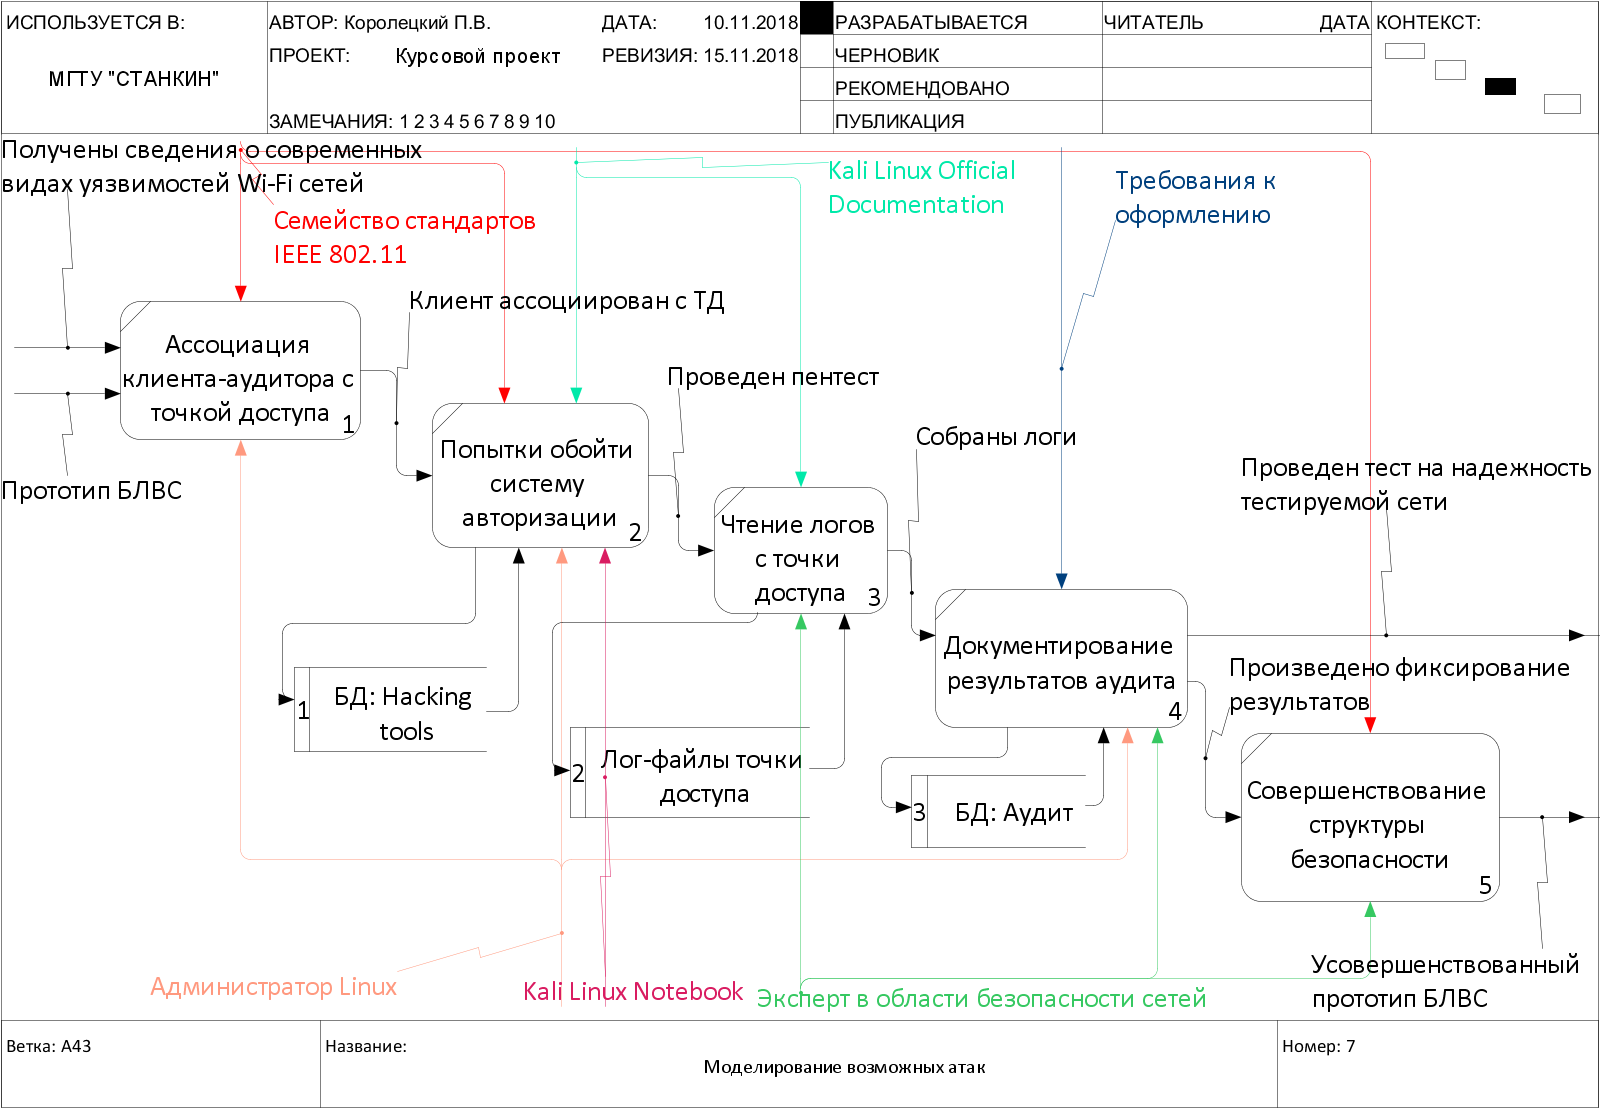 ИСПОЛЬЗУЕТСЯ В:
МГТУ "СТАНКИН"
АВТОР: Королецкий П.В.
ДАТА: 10.11.2018
ПРОЕКТ: Курсовой проект
РЕВИЗИЯ: 15.11.2018
ЗАМЕЧАНИЯ: 1 2 3 4 5 6 7 8 9 10
РАЗРАБАТЫВАЕТСЯ
ЧЕРНОВИК
РЕКОМЕНДОВАНО
ПУБЛИКАЦИЯ
ЧИТАТЕЛЬ
ДАТА
КОНТЕКСТ:
Получены сведения о современных
видах уязвимостей Wi-Fi сетей
Семейство стандартов
IEEE 802.11
Kali Linux Official
Documentation
Требования к
оформлению
Клиент ассоциирован с ТД
Ассоциация
клиента-аудитора с
точкой доступа
1
Прототип БЛВС
Проведен пентест
Попытки обойти
систему
авторизации
2
Собраны логи
Чтение логов
с точки
доступа
3
Проведен тест на надежность
тестируемой сети
Документирование
результатов аудита
4
Произведено фиксирование
результатов
1
БД: Hacking
tools
2
Лог-файлы точки
доступа
3
БД: Аудит
Совершенствование
структуры
безопасности
5
Усовершенствованный
прототип БЛВС
Администратор Linux
Kali Linux Notebook
Эксперт в области безопасности сетей
Ветка: A43
Название:
Моделирование возможных атак
Номер: 7